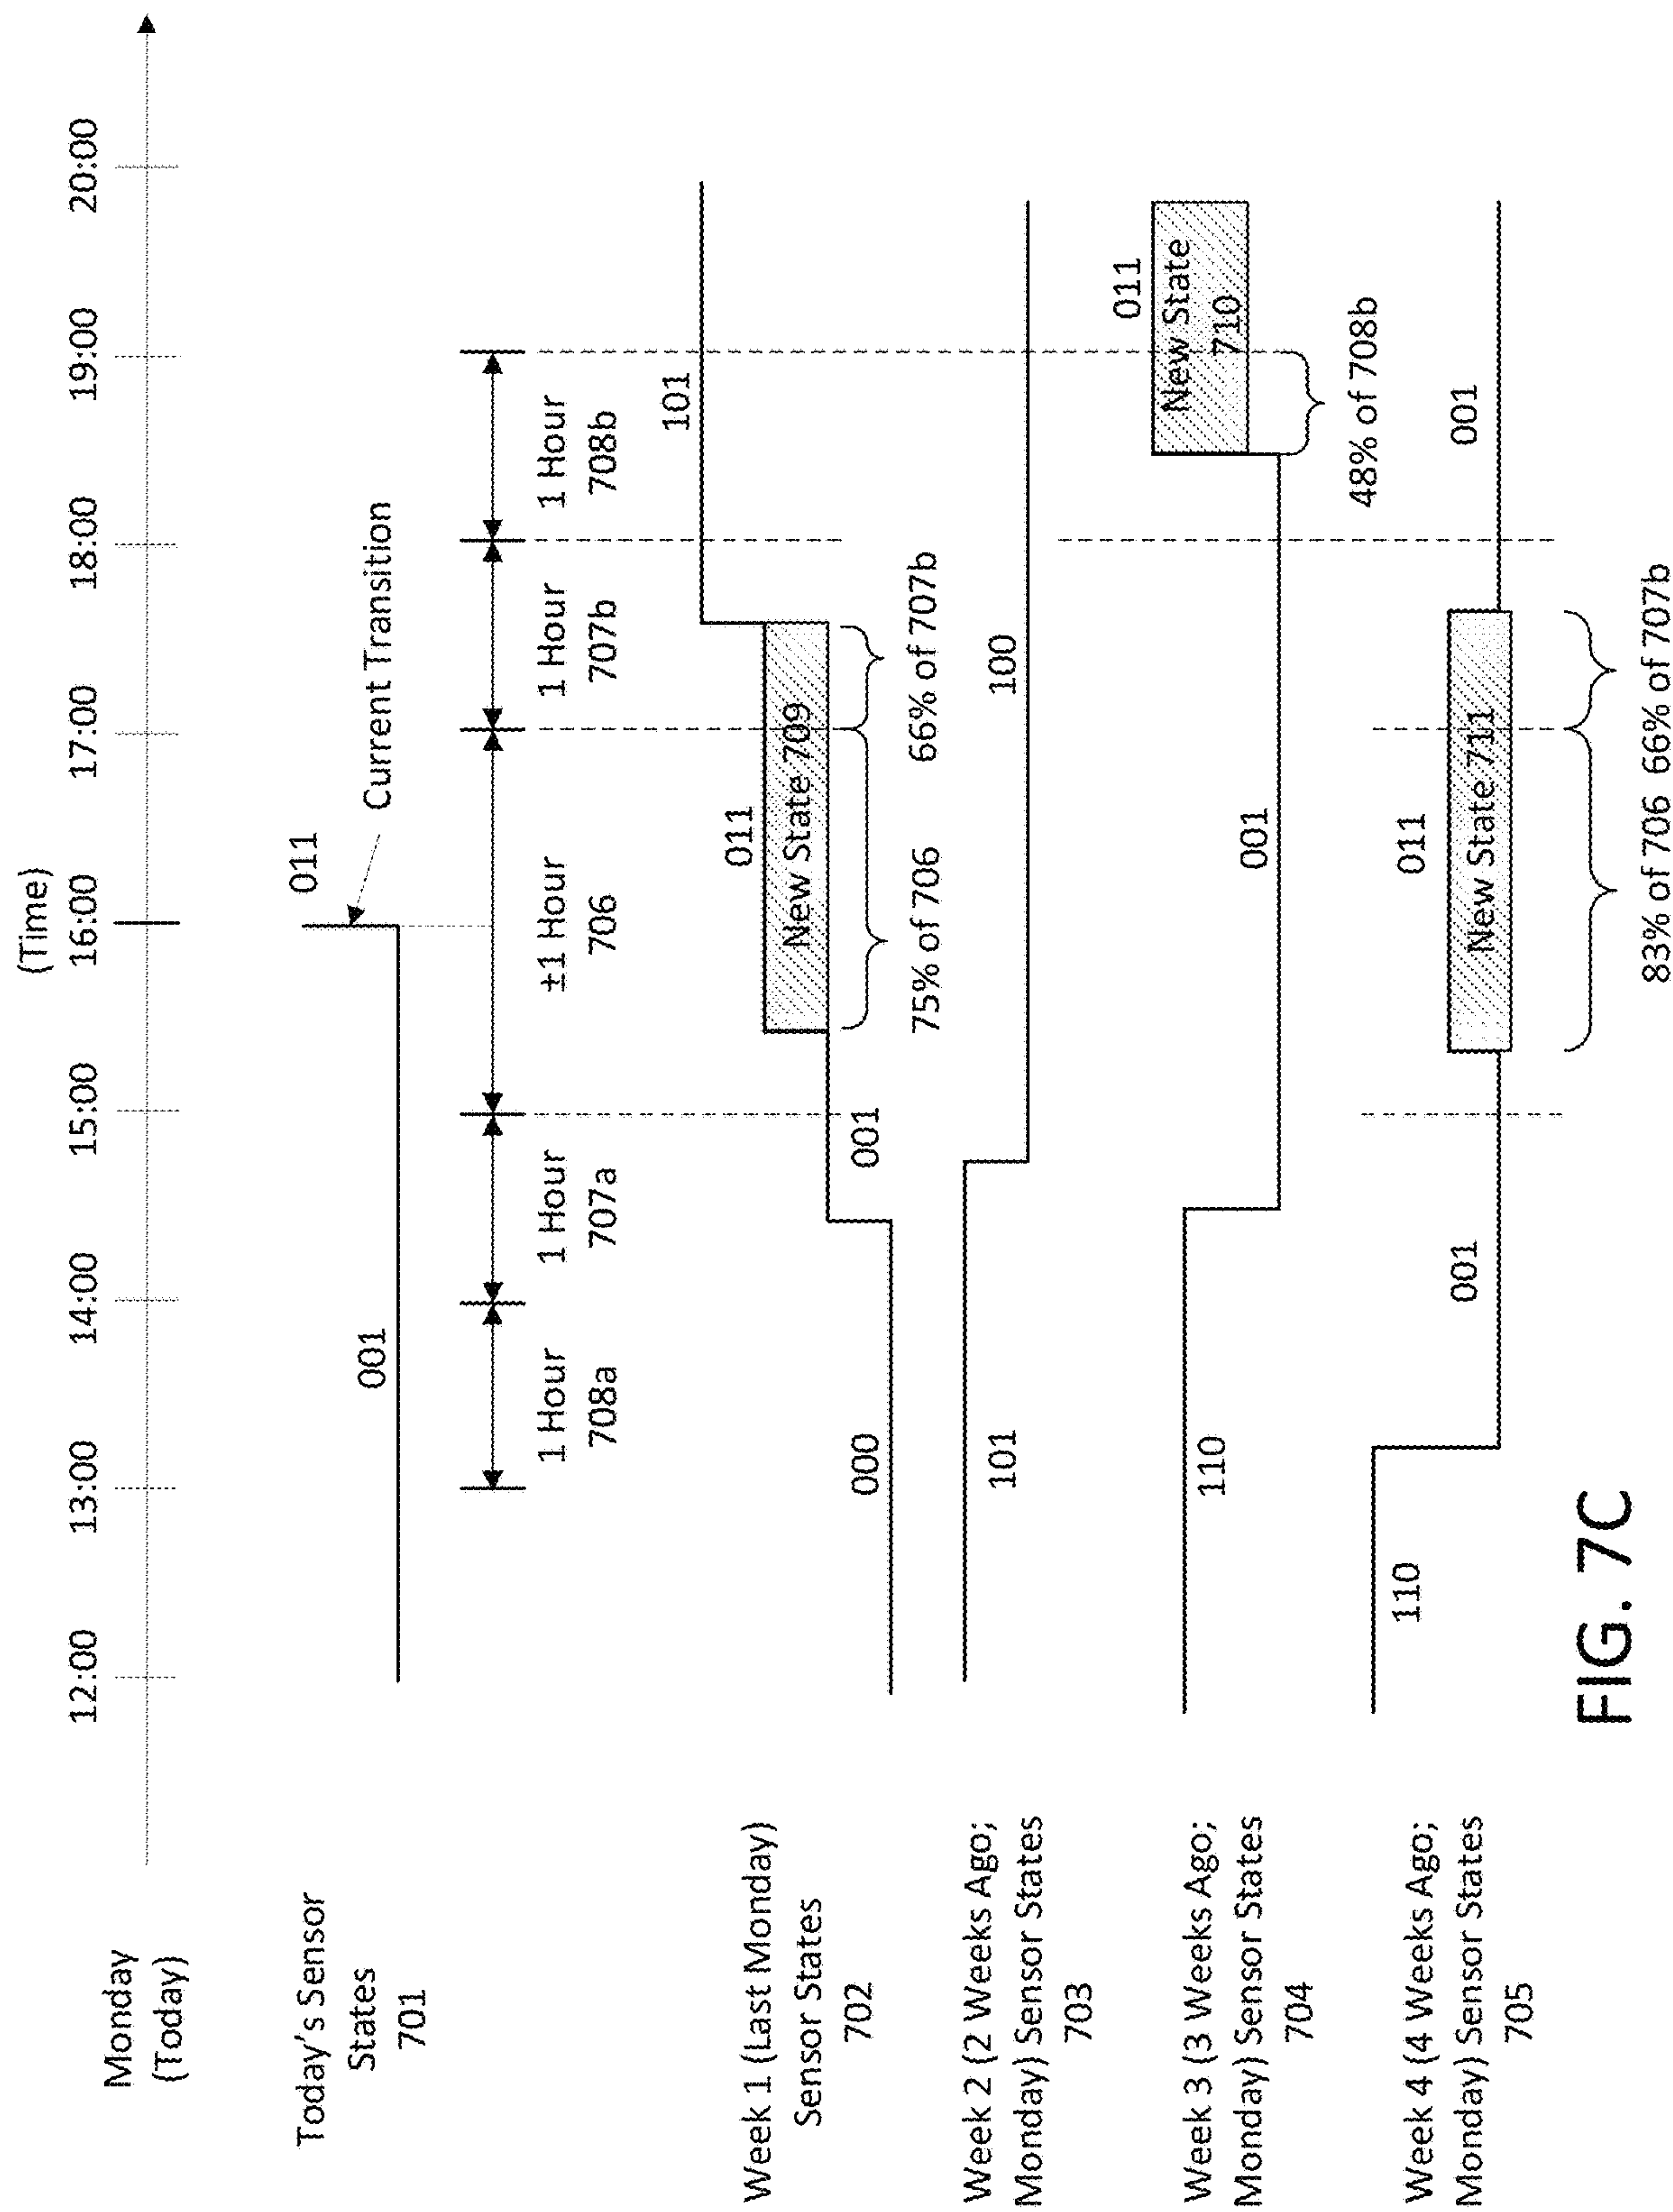 (Time)
Monday
(Today)
12:00 13:00 14:00 15:00 16:00 17:00 18:00 19:00 20:00
Today's Sensor
States
701
001
011
Current Transition
1 Hour
708a
1 Hour
707a
±1 Hour
706
1 Hour
707b
1 Hour
708b
Week 1 (Last Monday)
Sensor States
702
000
001
011
New State 709
101
75% of 706
66% of 707b
Week 2 (2 Weeks Ago;
Monday) Sensor States
703
101
100
Week 3 (3 Weeks Ago;
Monday) Sensor States
704
110
001
011
New State
710
48% of 708b
Week 4 (4 Weeks Ago;
Monday) Sensor States
705
110
001
011
New State 711
001
83% of 706
66% of 707b
FIG. 7C